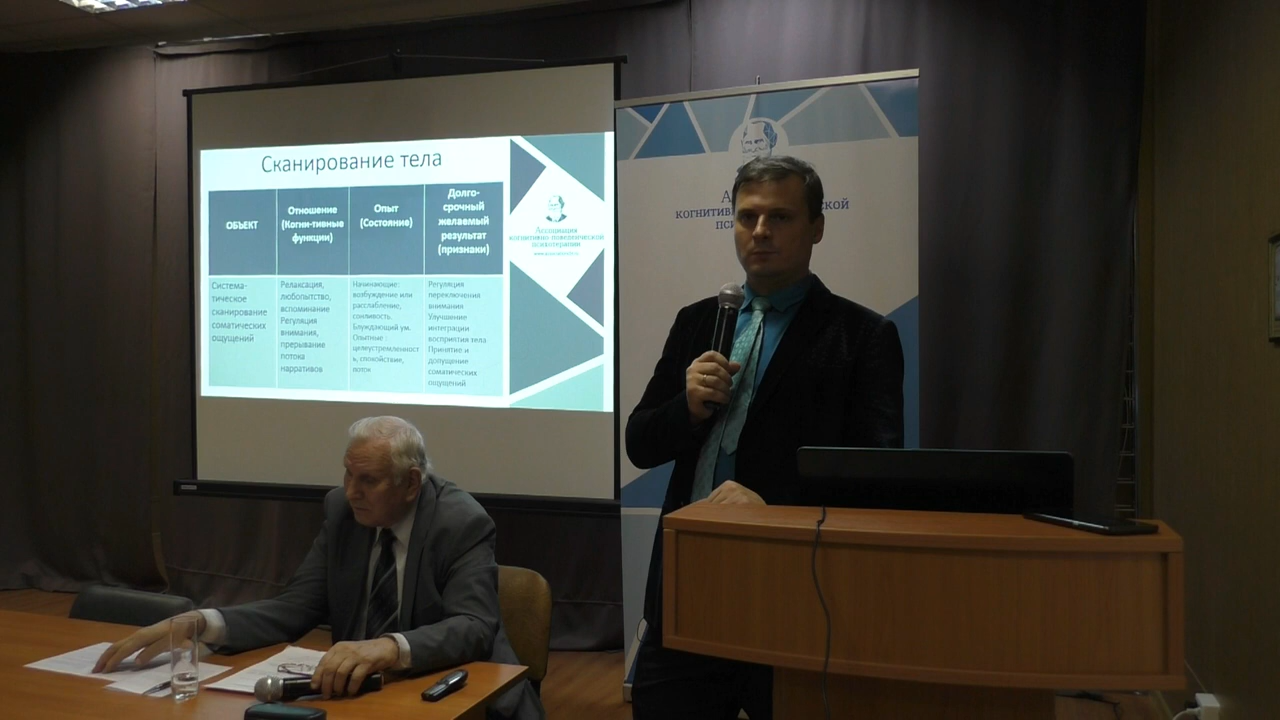 Сканирование тела
ОБЪЕКТ
Отношение
(Когни-тивные
функции)
Опыт
(Состояние)
Долго-
срочный
желаемый
результат
(признаки)
Система-
тическое
сканирование
соматических
ощущений
Релаксация,
любопытство,
вспоминание
Регуляция
внимания,
прерывание
потока
нарративов
Начинающие:
возбуждение или
расслабление,
сонливость.
Блуждающий ум.
Опытные :
целеустремленност
ь, спокойствие,
поток
Регуляция
переключения
внимания
Улучшение
интеграции
восприятия тела
Принятие и
допущение
соматических
ощущений
Ассоциация
когнитивно-поведенческой
психотерапии
А
КОГНИТИВ СКОЙ
ПСИ